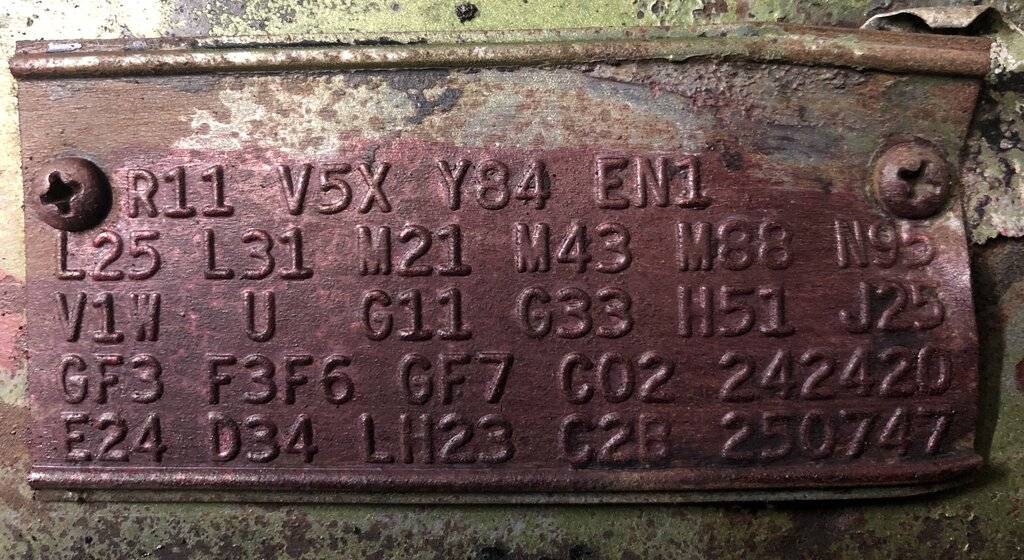 R11 V5X Y84 EN1
L25 L31 M21 M43 M88 N95
V1W U G11 G33 H51 J25
GF3 F3F6 GF7 C02 242420
E24 D34 LH23 C2B 250747